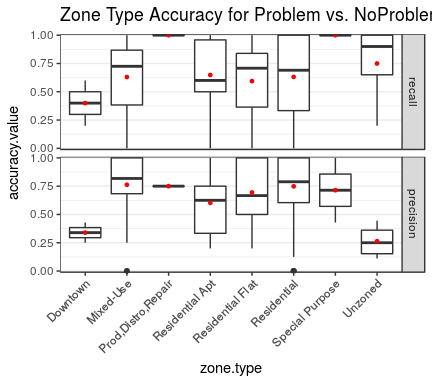 Zone Type Accuracy for Problem vs. NoProblem
accuracy.value
1.00
0.75
0.50
0.25
0.00
recall
1.00
0.75
0.50
0.25
0.00
precision
Downtown
Mixed-Use
Prod,Distro,Repair
Residential Apt
Residential Flat
Residential
Special Purpose
Unzoned
zone.type